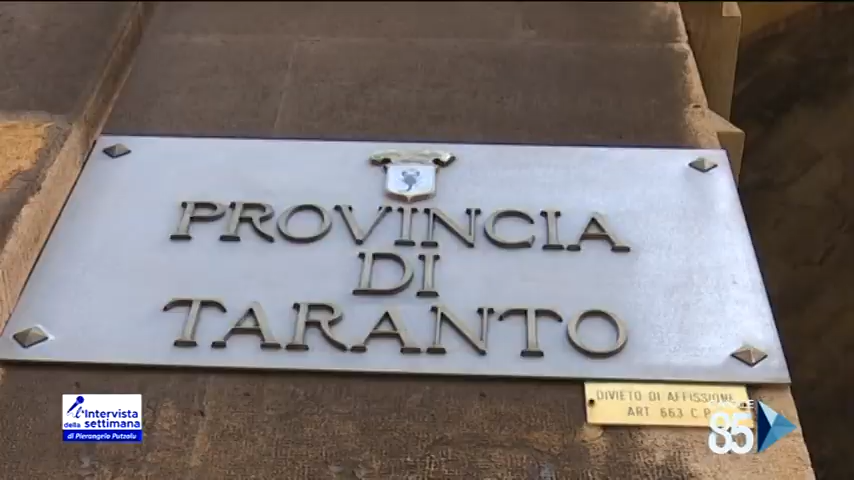 PROVINCIA
DI
TARANTO
DIVIETO DI AFFISSIONE
ART 663 C.P.
l'Intervista
della settimana
di Pierangelo Putzolu
85